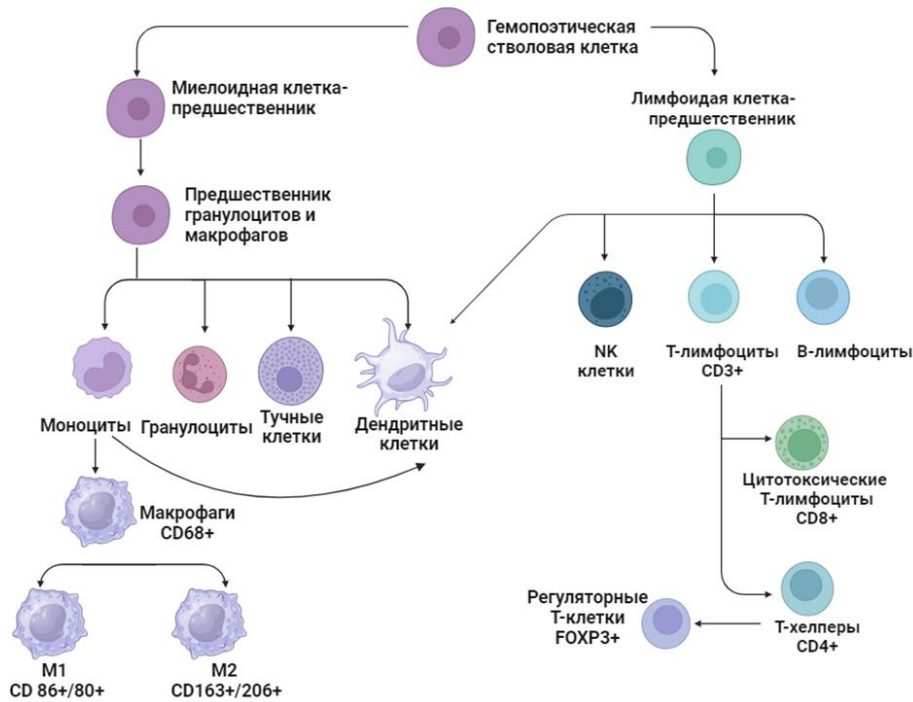 Гемопоэтическая
стволовая клетка
Миелоидная клетка-
предшественник
Лимфоидая клетка-
предшетственник
Предшественник
гранулоцитов и
макрофагов
NK
клетки
Т-лимфоциты
CD3+
В-лимфоциты
Моноциты
Гранулоциты
Тучные
клетки
Дендритные
клетки
Макрофаги
CD68+
Цитотоксические
Т-лимфоциты
CD8+
Регуляторные
Т-клетки
FOXP3+
Т-хелперы
CD4+
М1
CD 86+/80+
М2
CD163+/206+